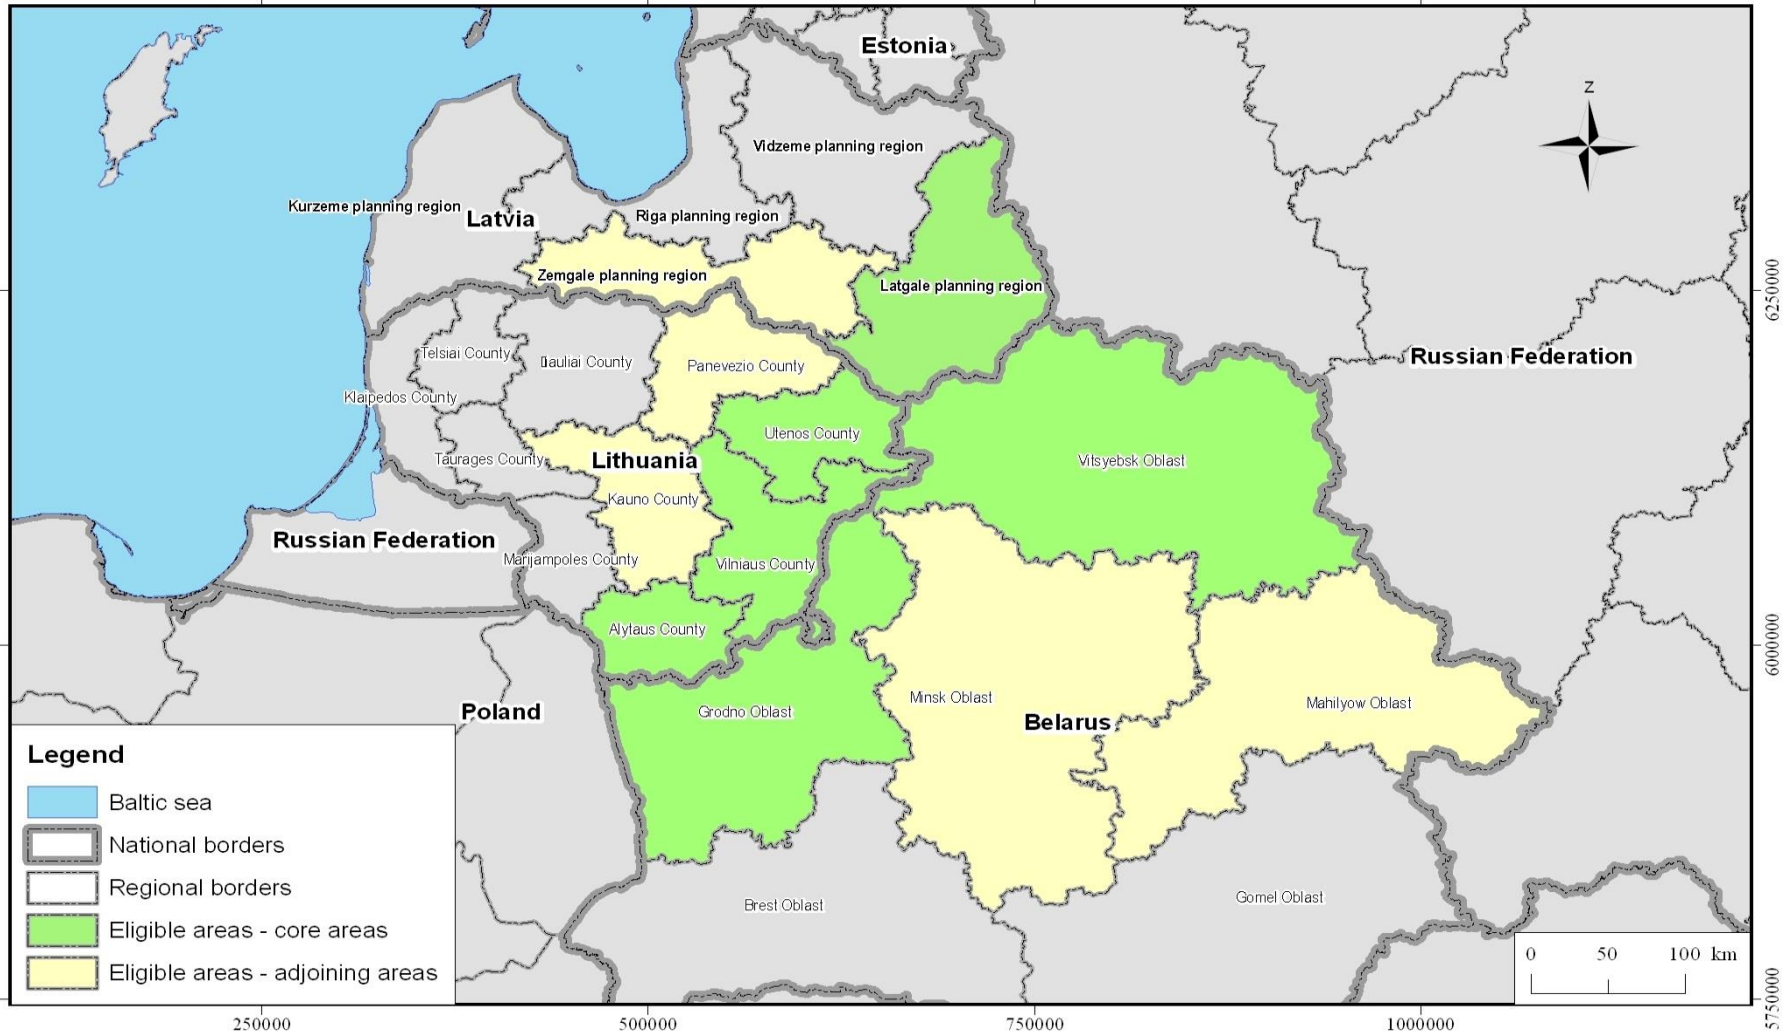 Estonia
Z
Vidzeme planning region
Kurzeme planning region
Latvia
Riga planning region
Zemgale planning region
Latgale planning region
6250000
Telsiai County
Šiauliai County
Panevezio County
Russian Federation
Klaipedos County
Utenos County
Taurages County
Lithuania
Vitsyebsk Oblast
Kauno County
Russian Federation
Marijampoles County
Vilniaus County
Alytaus County
6000000
Minsk Oblast
Mahilyow Oblast
Poland
Grodno Oblast
Belarus
Legend
Baltic sea
National borders
Regional borders
Eligible areas - core areas
Eligible areas - adjoining areas
Brest Oblast
Gomel Oblast
0 50 100 km
5750000
250000 500000 750000 1000000